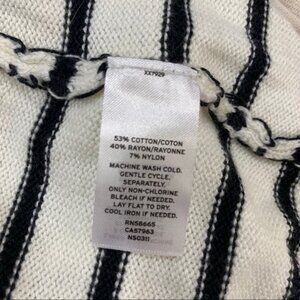 XX7929
53% COTTON/COTON
40% RAYON/RAYONNE
7% NYLON
MACHINE WASH COLD.
GENTLE CYCLE.
SEPARATELY.
ONLY NON-CHLORINE
BLEACH IF NEEDED.
LAY FLAT TO DRY.
COOL IRON IF NEEDED.
RN58665
CA57963
NS0311